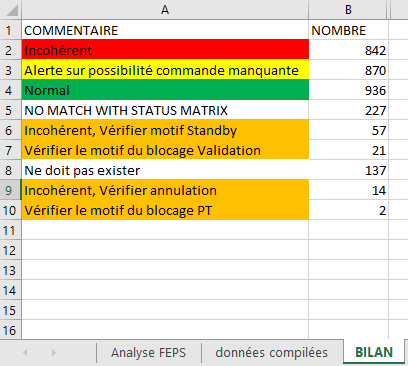 A B
1 COMMENTAIRE NOMBRE
2 Incohérent 842
3 Alerte sur possibilité commande manquante 870
4 Normal 936
5 NO MATCH WITH STATUS MATRIX 227
6 Incohérent, Vérifier motif Standby 57
7 Vérifier le motif du blocage Validation 21
8 Ne doit pas exister 137
9 Incohérent, Vérifier annulation 14
10 Vérifier le motif du blocage PT 2
11
12
13
14
15
16
Analyse FEPS données compilées BILAN